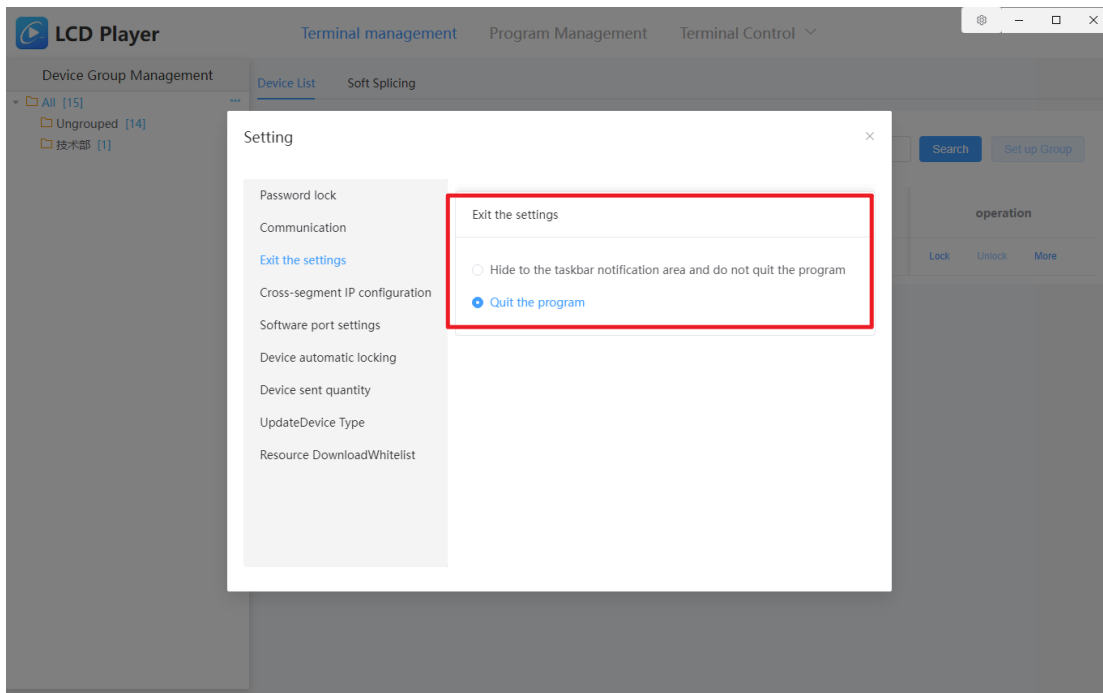 LCD Player
Terminal management Program Management Terminal Control
Device Group Management
Device List Soft Splicing
All [15]
Ungrouped [14]
技术部 [1]
Search Set up Group
operation
Lock Unlock More
Setting
Password lock
Communication
Exit the settings
Cross-segment IP configuration
Software port settings
Device automatic locking
Device sent quantity
UpdateDevice Type
Resource DownloadWhitelist
Exit the settings
Hide to the taskbar notification area and do not quit the program
Quit the program